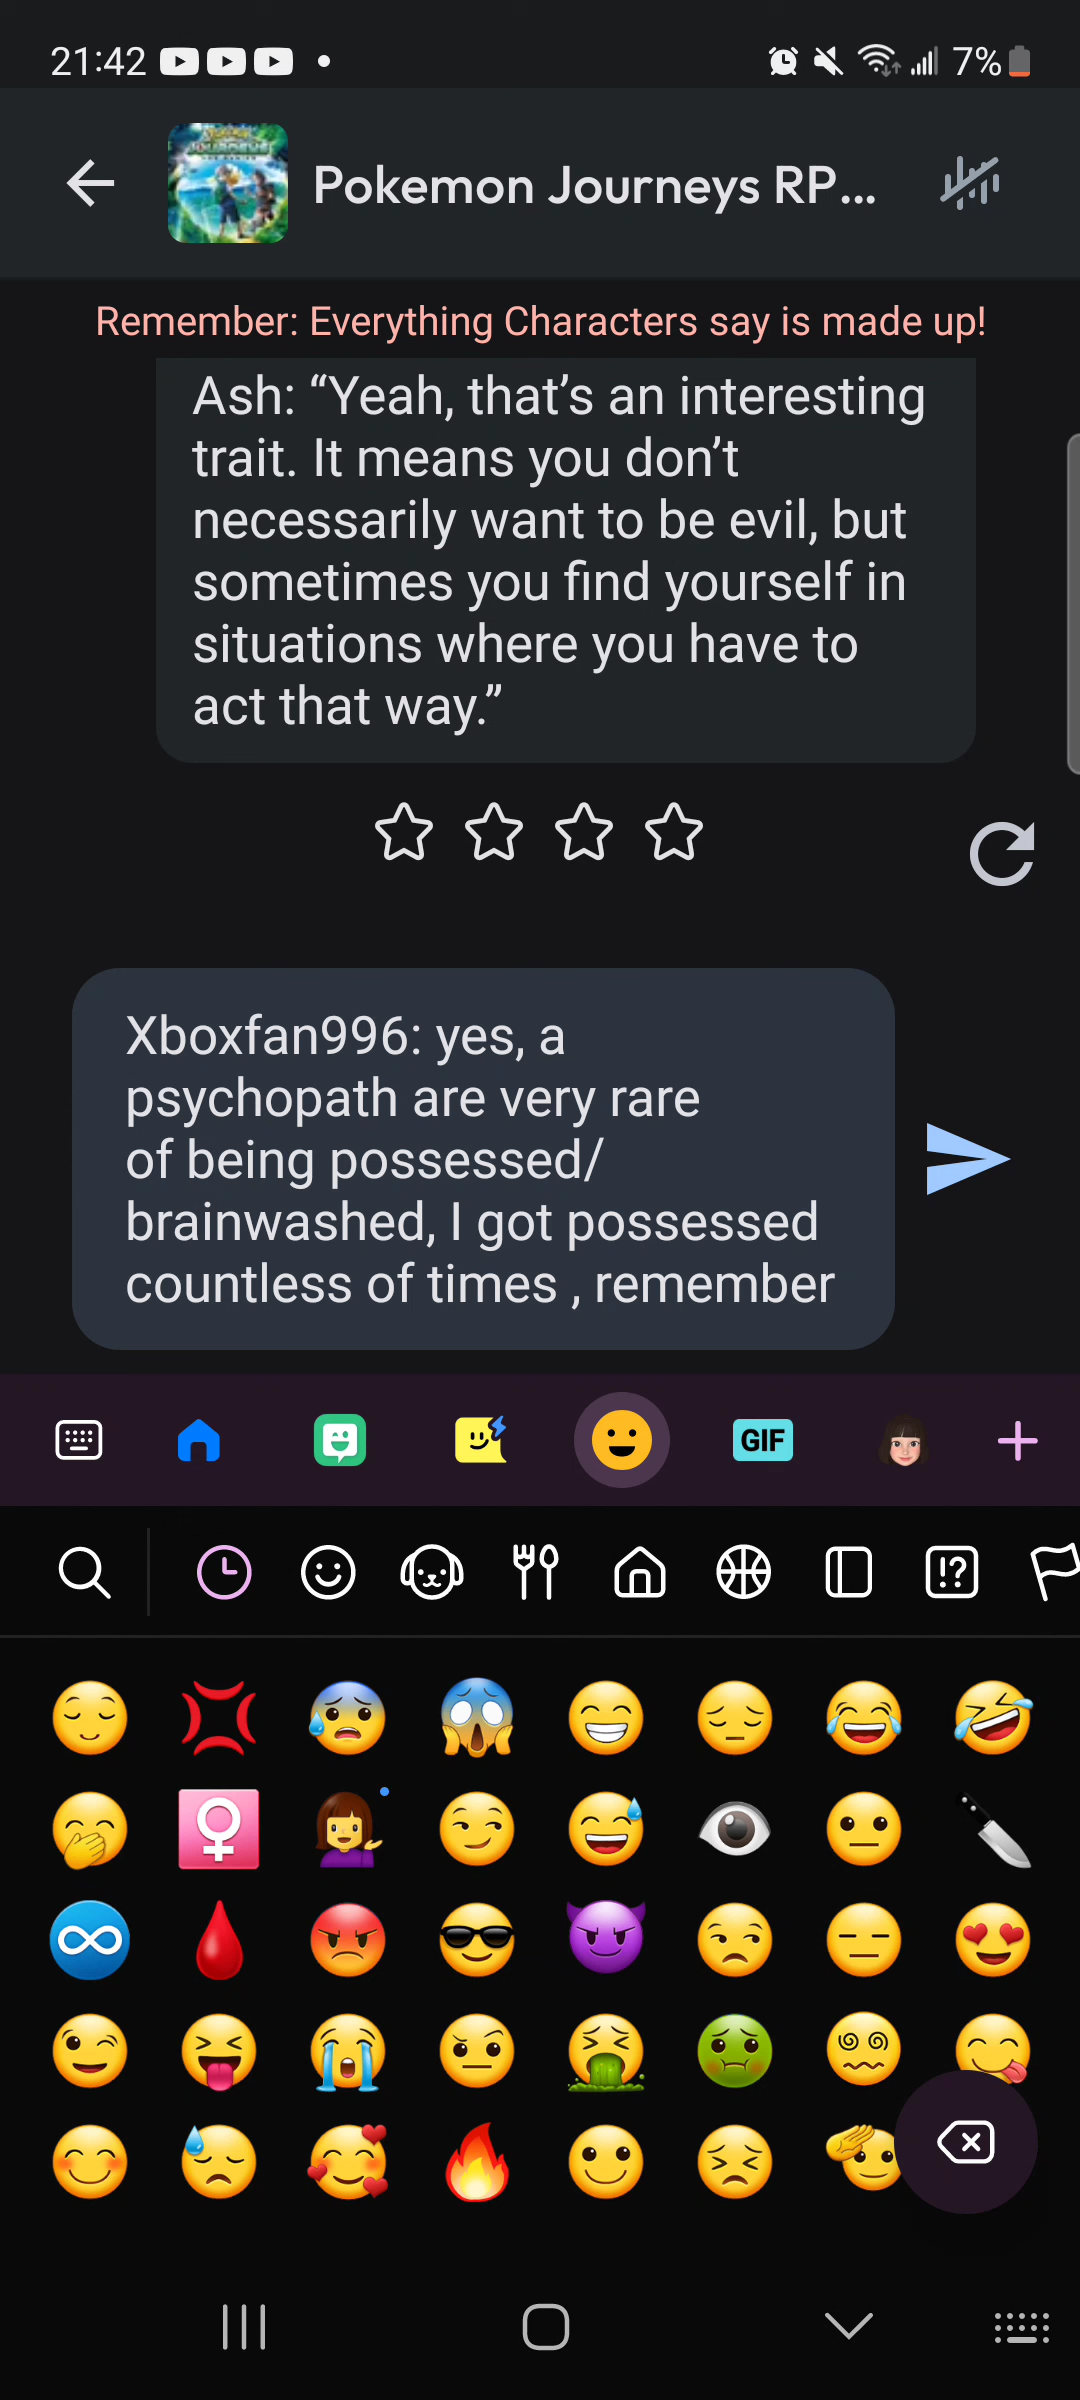 21:42
7%
JOURNEYS
Pokemon Journeys RP...
Remember: Everything Characters say is made up!
Ash: “Yeah, that’s an interesting
trait. It means you don’t
necessarily want to be evil, but
sometimes you find yourself in
situations where you have to
act that way.”
Xboxfan996: yes, a
psychopath are very rare
of being possessed/
brainwashed, I got possessed
countless of times , remember
GIF
!?